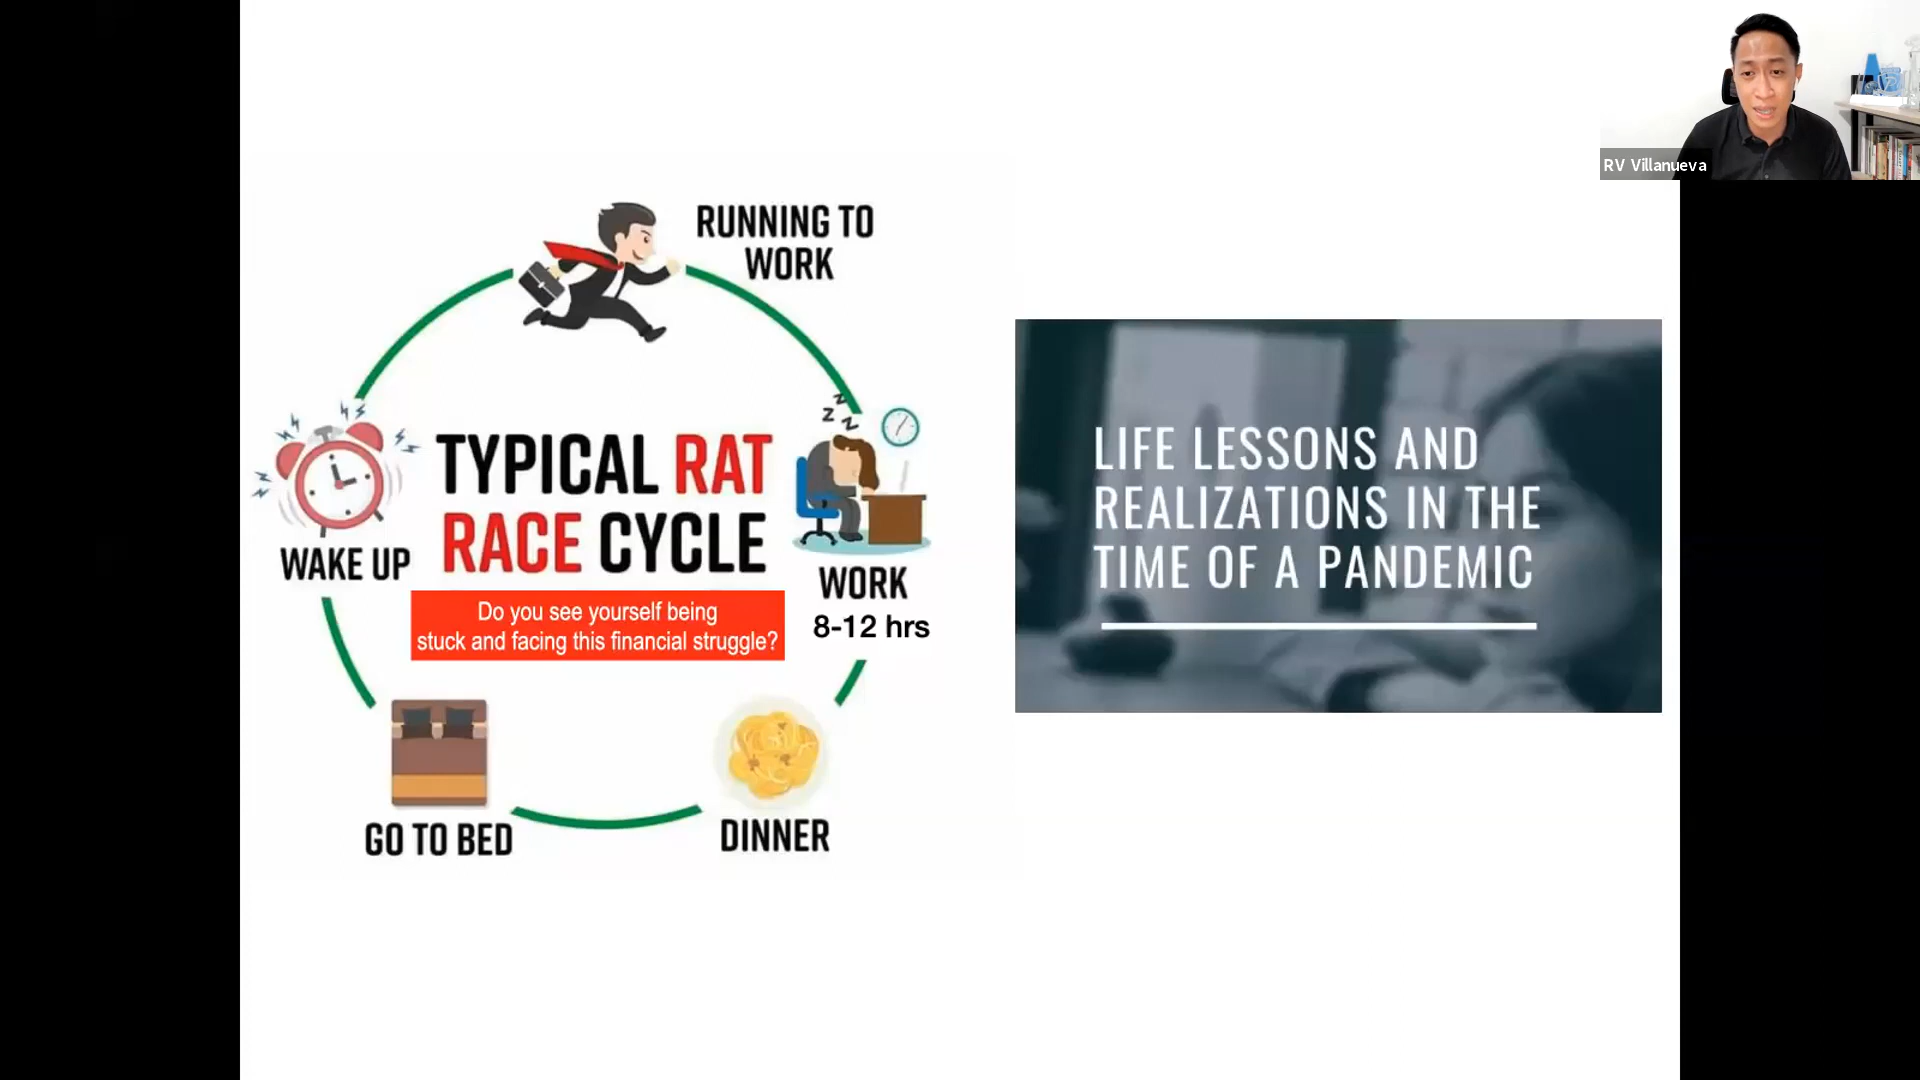 RV Villanueva
RUNNING TO
WORK
Z
Z
Z
TYPICAL RAT
RACE CYCLE
Do you see yourself being
stuck and facing this financial struggle?
WAKE UP
WORK
8-12 hrs
GO TO BED
DINNER
LIFE LESSONS AND
REALIZATIONS IN THE
TIME OF A PANDEMIC